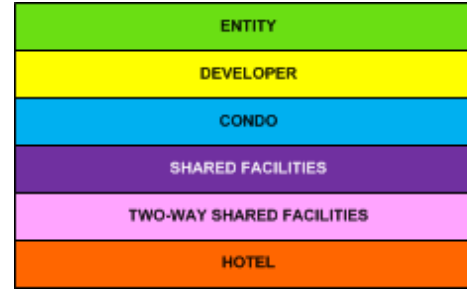 ENTITY
DEVELOPER
CONDO
SHARED FACILITIES
TWO-WAY SHARED FACILITIES
HOTEL